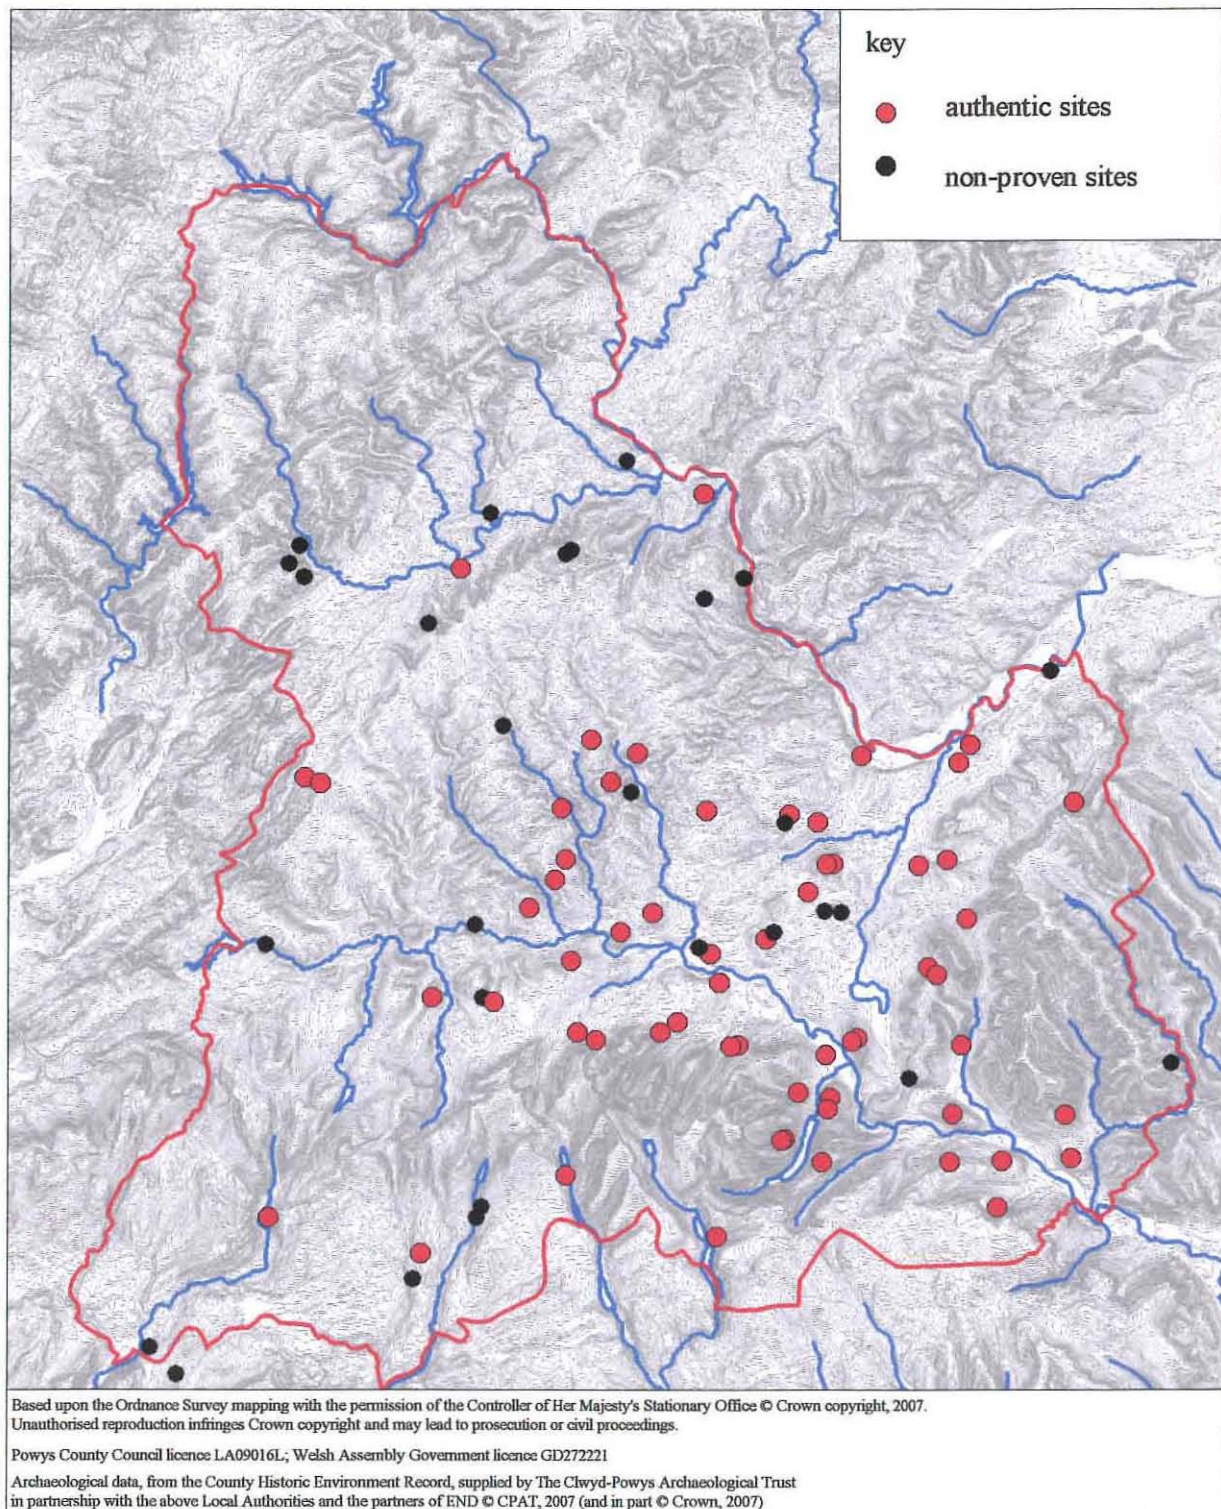 key
authentic sites
non-proven sites
Based upon the Ordnance Survey mapping with the permission of the Controller of Her Majesty's Stationary Office © Crown copyright, 2007.
Unauthorised reproduction infringes Crown copyright and may lead to prosecution or civil proceedings.
Powys County Council licence LA09016L; Welsh Assembly Government licence GD272221
Archaeological data, from the County Historic Environment Record, supplied by The Clwyd-Powys Archaeological Trust
in partnership with the above Local Authorities and the partners of END © CPAT, 2007 (and in part © Crown, 2007)